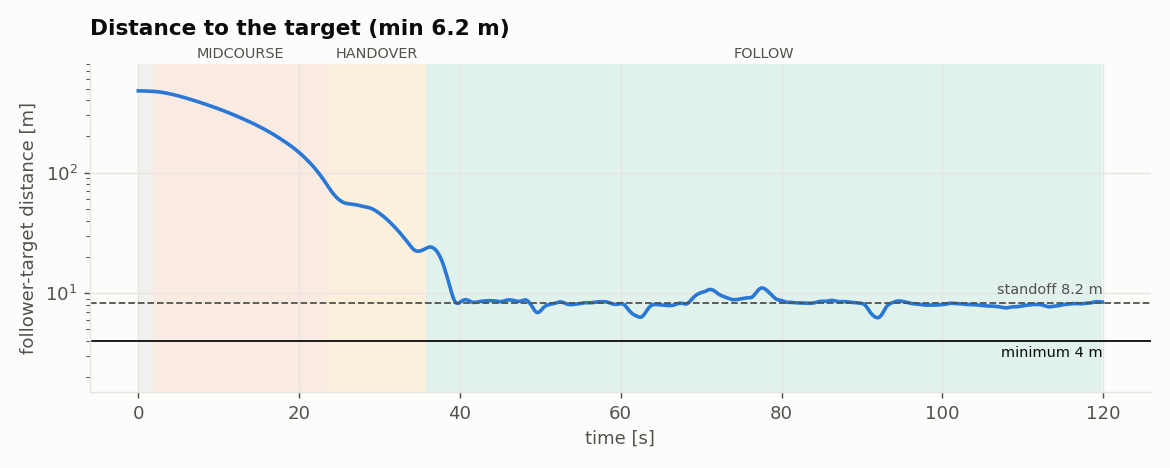 Distance to the target (min 6.2 m)
MIDCOURSE HANDOVER FOLLOW
follower-target distance [m]
10²
10¹
standoff 8.2 m
minimum 4 m
0 20 40 60 80 100 120
time [s]